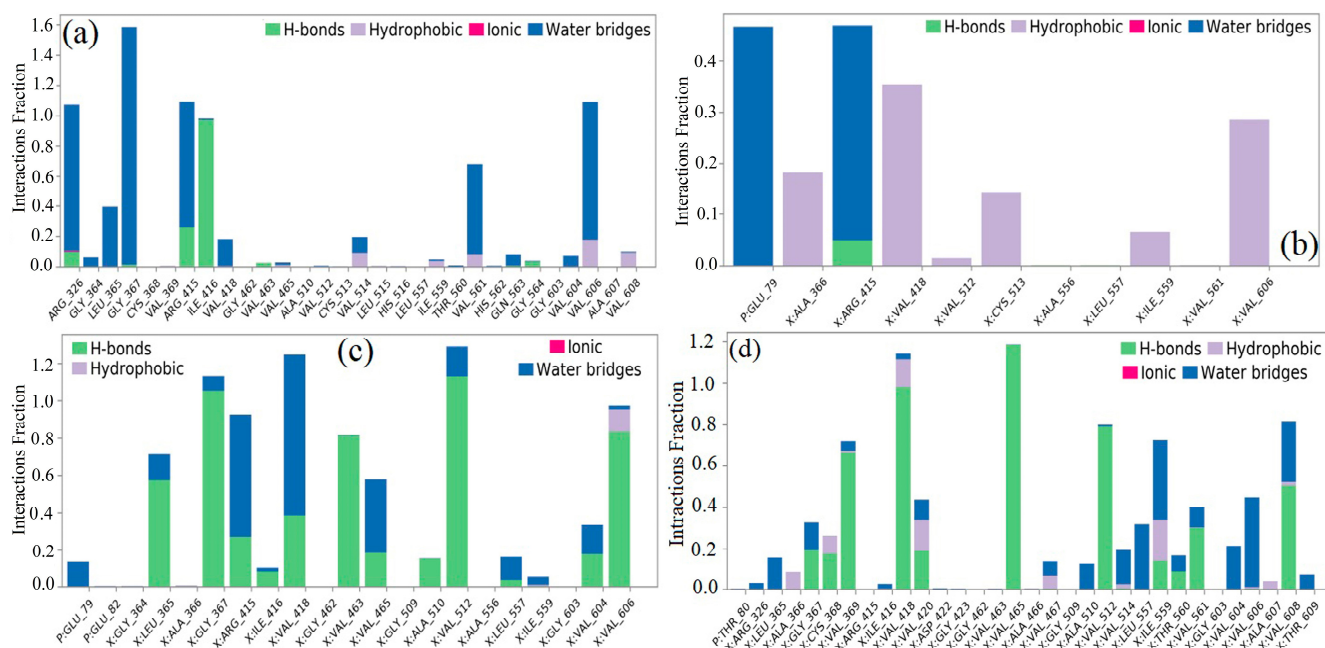 (a)
H-bonds Hydrophobic Ionic Water bridges
Interactions Fraction
1.6
1.4
1.2
1.0
0.8
0.6
0.4
0.2
0.0
ARG_326
GLY_364
LEU_365
GLY_367
CYS_368
VAL_369
ARG_415
ILE_416
VAL_418
GLY_462
VAL_463
VAL_465
ALA_510
VAL_512
CYS_513
VAL_514
LEU_515
HIS_516
LEU_557
ILE_559
THR_560
VAL_561
HIS_562
GLN_563
GLY_564
GLY_603
VAL_604
VAL_606
ALA_607
VAL_608
H-bonds Hydrophobic Ionic Water bridges
Interactions Fraction
0.4
0.3
0.2
0.1
0.0
(b)
P:GLU_79
X:ALA_366
X:ARG_415
X:VAL_418
X:VAL_512
X:CYS_513
X:ALA_556
X:LEU_557
X:ILE_559
X:VAL_561
X:VAL_606
H-bonds
Hydrophobic
(c)
Ionic
Water bridges
Interactions Fraction
1.2
1.0
0.8
0.6
0.4
0.2
0.0
P:GLU_79
P:GLU_82
X:GLY_364
X:LEU_365
X:ALA_366
X:GLY_367
X:ARG_415
X:ILE_416
X:VAL_418
X:GLY_462
X:VAL_463
X:VAL_465
X:GLY_509
X:ALA_510
X:VAL_512
X:ALA_556
X:LEU_557
X:ILE_559
X:GLY_603
X:VAL_604
X:VAL_606
(d)
H-bonds Hydrophobic
Ionic Water bridges
Intractions Fraction
1.2
1.0
0.8
0.6
0.4
0.2
0.0
P:THR_80
X:ARG_326
X:LEU_365
X:ALA_366
X:GLY_367
X:CYS_368
X:VAL_369
X:ARG_415
X:ILE_416
X:VAL_418
X:VAL_420
X:ASP_422
X:GLY_423
X:GLY_462
X:VAL_463
X:VAL_465
X:ALA_466
X:VAL_467
X:GLY_509
X:ALA_510
X:VAL_512
X:VAL_514
X:LEU_557
X:ILE_559
X:THR_560
X:VAL_561
X:GLY_603
X:VAL_604
X:VAL_606
X:ALA_607
X:VAL_608
X:THR_609